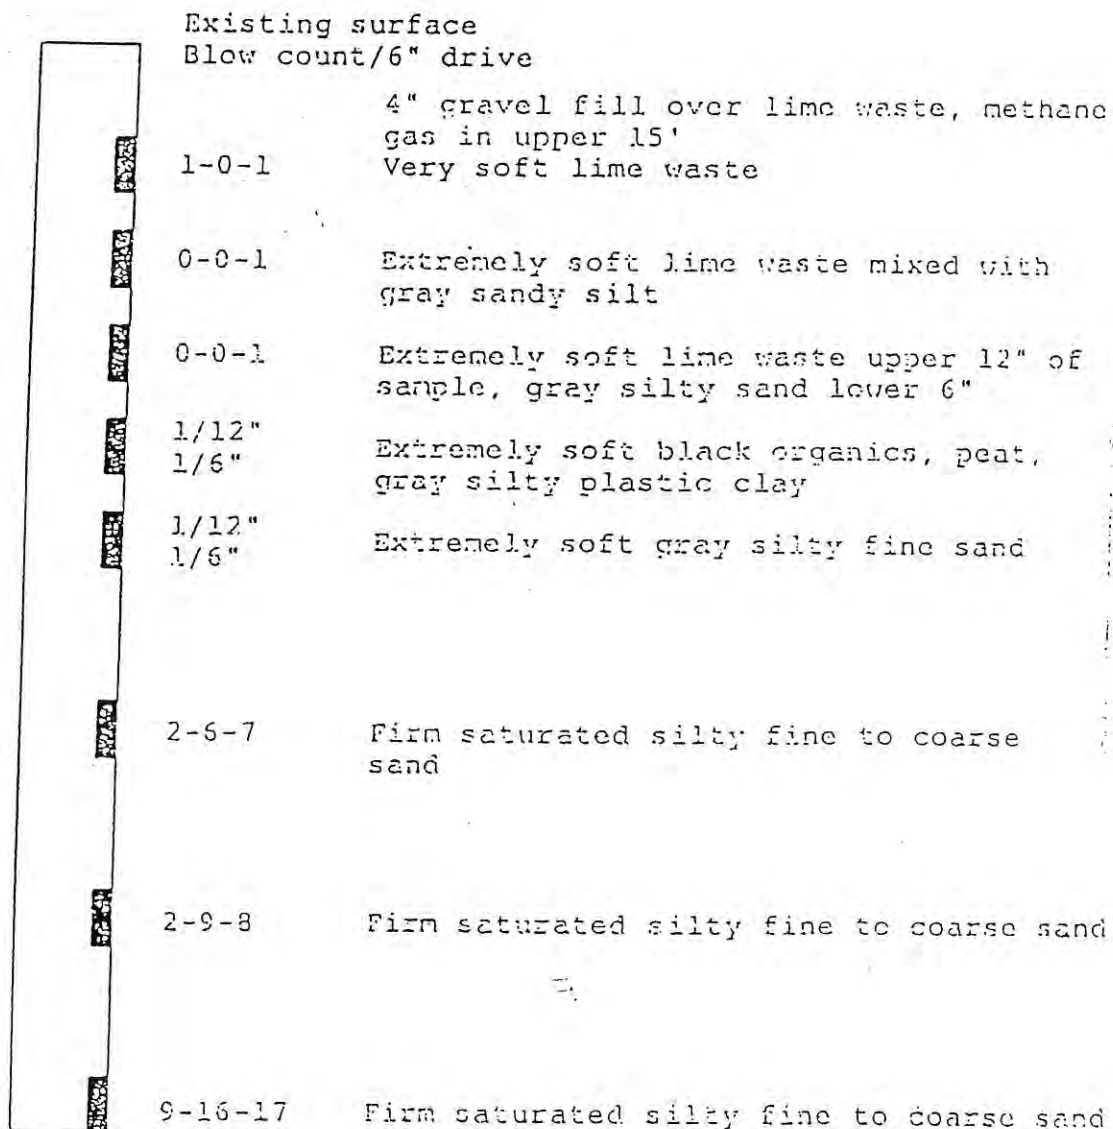 Existing surface
Blow count/6" drive
4" gravel fill over lime waste, methane
gas in upper 15'
1-0-1 Very soft lime waste
0-0-1 Extremely soft lime waste mixed with
gray sandy silt
0-0-1 Extremely soft lime waste upper 12" of
sample, gray silty sand lower 6"
1/12"
1/6" Extremely soft black organics, peat,
gray silty plastic clay
1/12"
1/6" Extremely soft gray silty fine sand
2-6-7 Firm saturated silty fine to coarse
sand
2-9-8 Firm saturated silty fine to coarse sand
9-16-17 Firm saturated silty fine to coarse sand